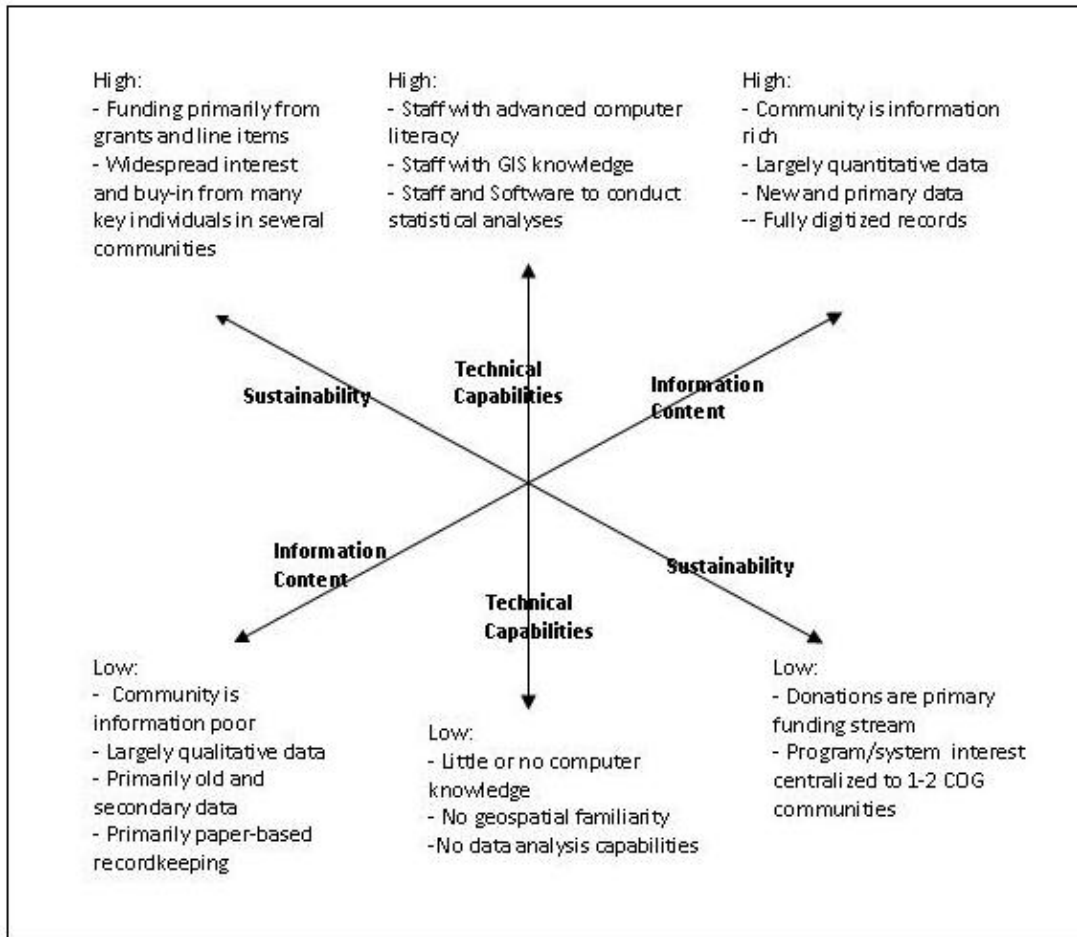 High:
- Funding primarily from
grants and line items
- Widespread interest
and buy-in from many
key individuals in several
communities
High:
- Staff with advanced computer
literacy
- Staff with GIS knowledge
- Staff and Software to conduct
statistical analyses
High:
- Community is information
rich
- Largely quantitative data
- New and primary data
-- Fully digitized records
Sustainability
Technical
Capabilities
Information
Content
Information
Content
Technical
Capabilities
Sustainability
Low:
- Community is
information poor
- Largely qualitative data
- Primarily old and
secondary data
- Primarily paper-based
recordkeeping
Low:
- Little or no computer
knowledge
- No geospatial familiarity
-No data analysis capabilities
Low:
- Donations are primary
funding stream
- Program/system interest
centralized to 1-2 COG
communities